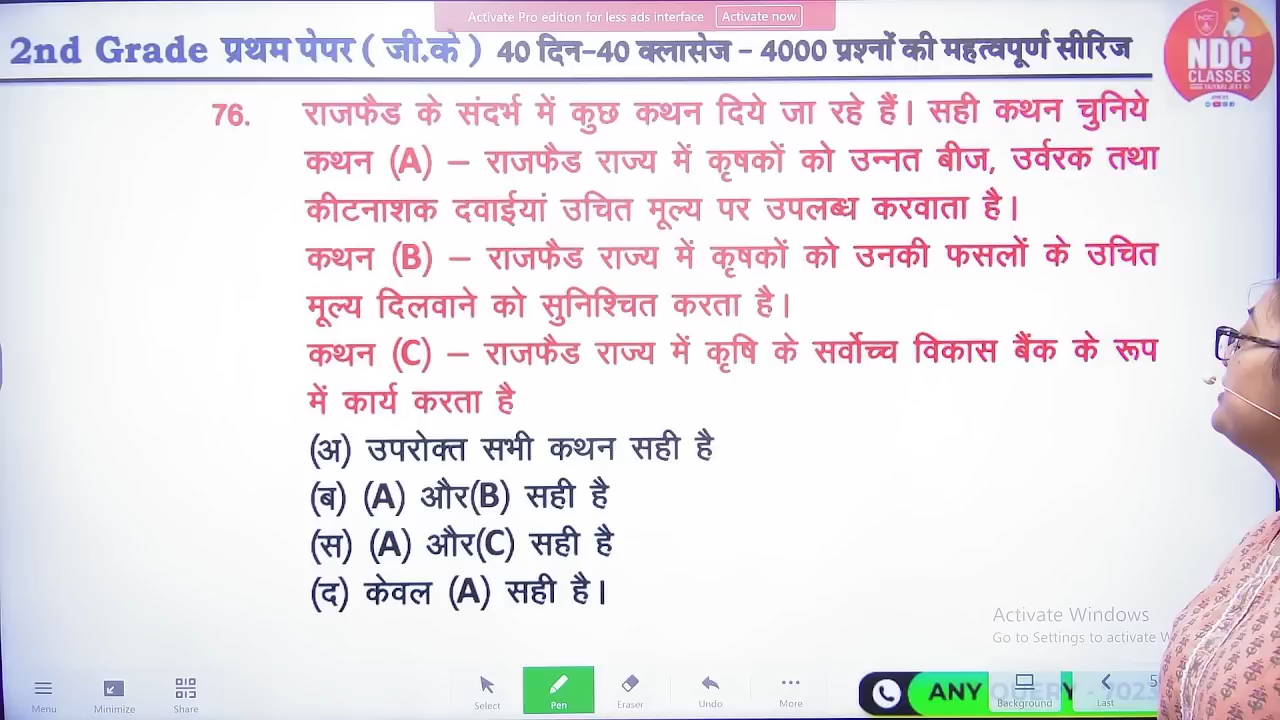 Activate Pro edition for less ads interface Activate now
2nd Grade प्रथम पेपर ( जी.के ) 40 दिन-40 क्लासेज - 4000 प्रश्नों की महत्वपूर्ण सीरिज
NDC
CLASSES
76. राजफैड के संदर्भ में कुछ कथन दिये जा रहे हैं। सही कथन चुनिये
कथन (A) – राजफैड राज्य में कृषकों को उन्नत बीज, उर्वरक तथा
कीटनाशक दवाईयां उचित मूल्य पर उपलब्ध करवाता है।
कथन (B) – राजफैड राज्य में कृषकों को उनकी फसलों के उचित
मूल्य दिलवाने को सुनिश्चित करता है।
कथन (C) – राजफैड राज्य में कृषि के सर्वोच्च विकास बैंक के रूप
में कार्य करता है
(अ) उपरोक्त सभी कथन सही है
(ब) (A) और(B) सही है
(स) (A) और(C) सही है
(द) केवल (A) सही है।
Activate Windows
Go to Settings to activate W
Menu Minimize Share Select Pen Eraser Undo More Background Last 5
ANY QUERY - 7023